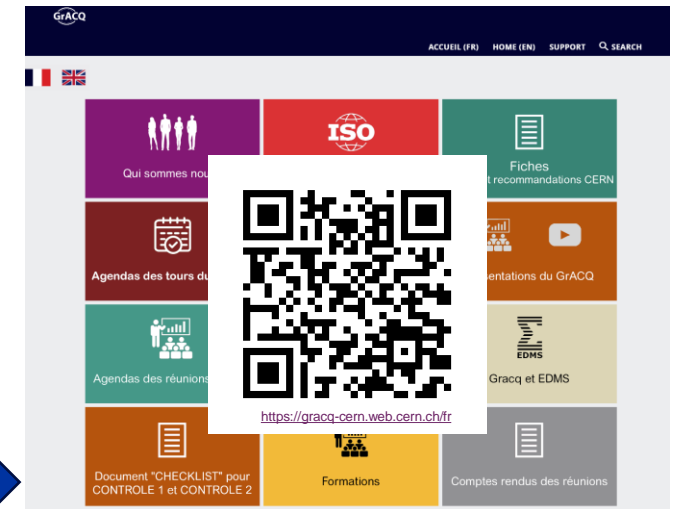 GrACQ
ACCUEIL (FR) HOME (EN) SUPPORT SEARCH
Qui sommes nou
ISO
Fiches
t recommandations CERN
Agendas des tours du
entations du GrACQ
Agendas des réunions
EDMS
Gracq et EDMS
https://gracq-cern.web.cern.ch/fr
Document "CHECKLIST" pour
CONTROLE 1 et CONTROLE 2
Formations
Comptes rendus des réunions